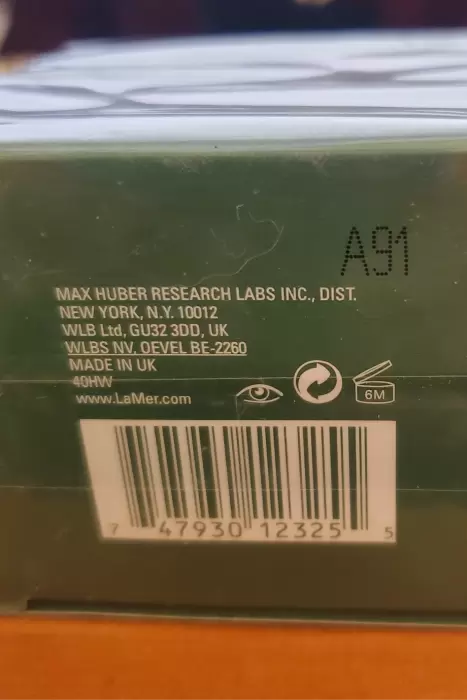 A91
MAX HUBER RESEARCH LABS INC., DIST.
NEW YORK, N.Y. 10012
WLB Ltd, GU32 3DD, UK
WLBS NV, OEVEL BE-2260
MADE IN UK
40HW
www.LaMer.com
6M
7 47930 12325 5